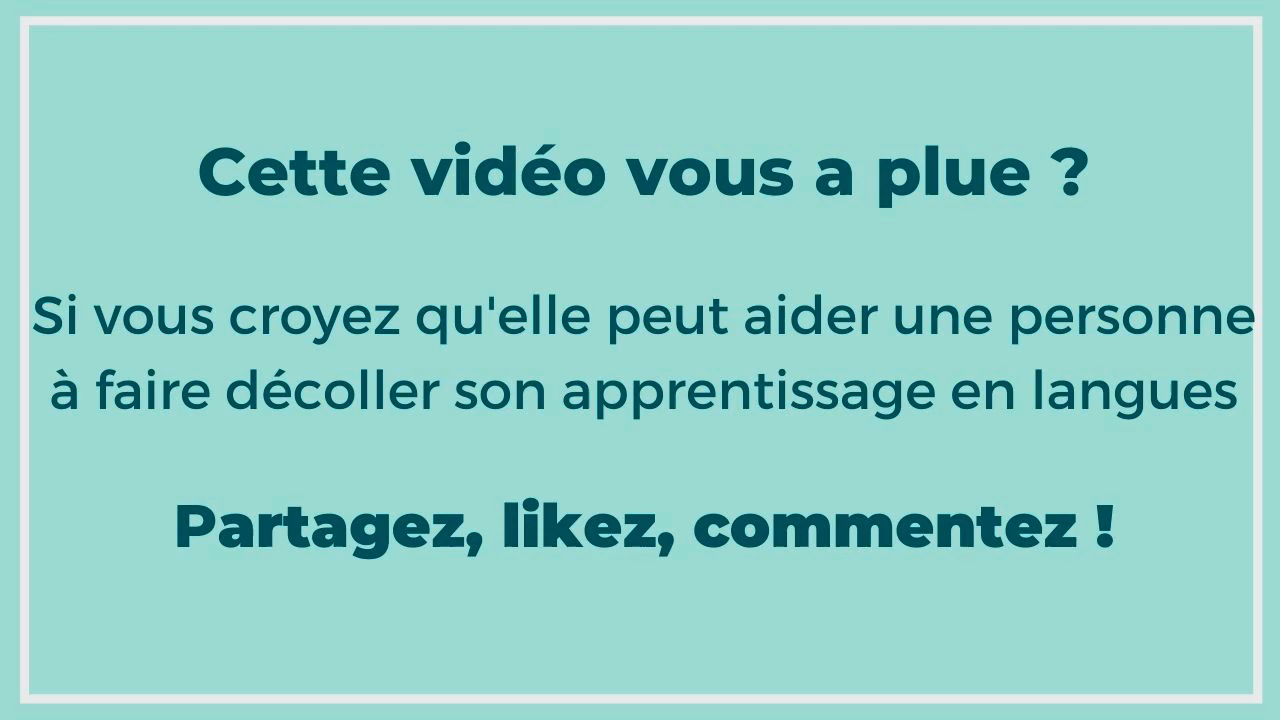 Cette vidéo vous a plue ?
Si vous croyez qu'elle peut aider une personne
à faire décoller son apprentissage en langues
Partagez, likez, commentez !